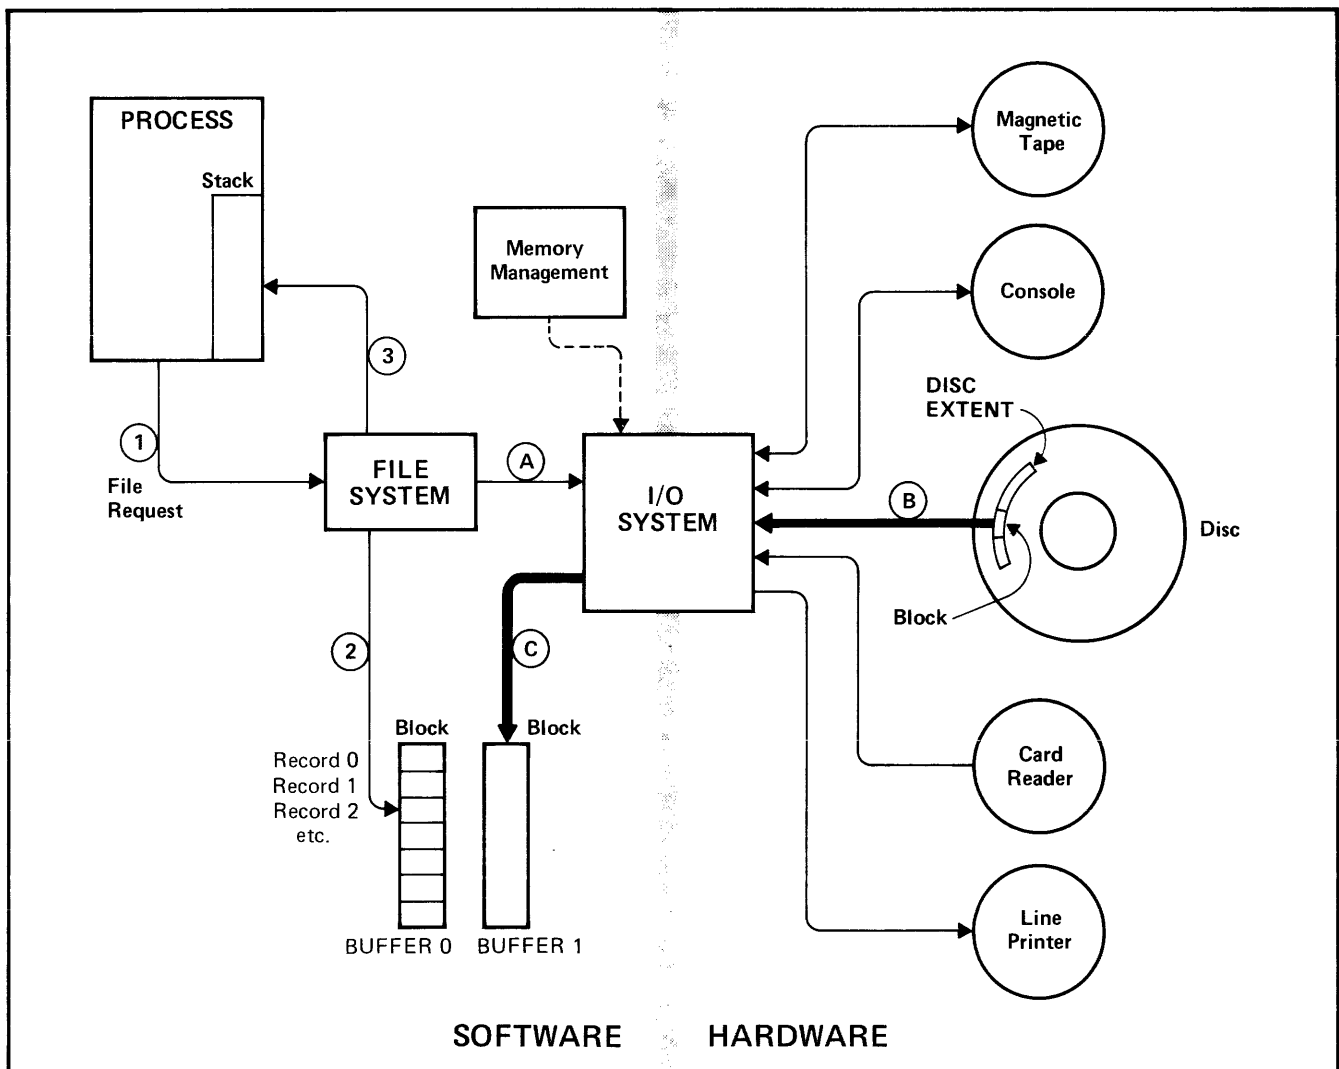 PROCESS
Stack
Memory
Management
3
1
File
Request
FILE
SYSTEM
A
I/O
SYSTEM
2
C
Block
Block
Record 0
Record 1
Record 2
etc.
BUFFER 0
BUFFER 1
Magnetic
Tape
Console
DISC
EXTENT
B
Disc
Block
Card
Reader
Line
Printer
SOFTWARE
HARDWARE